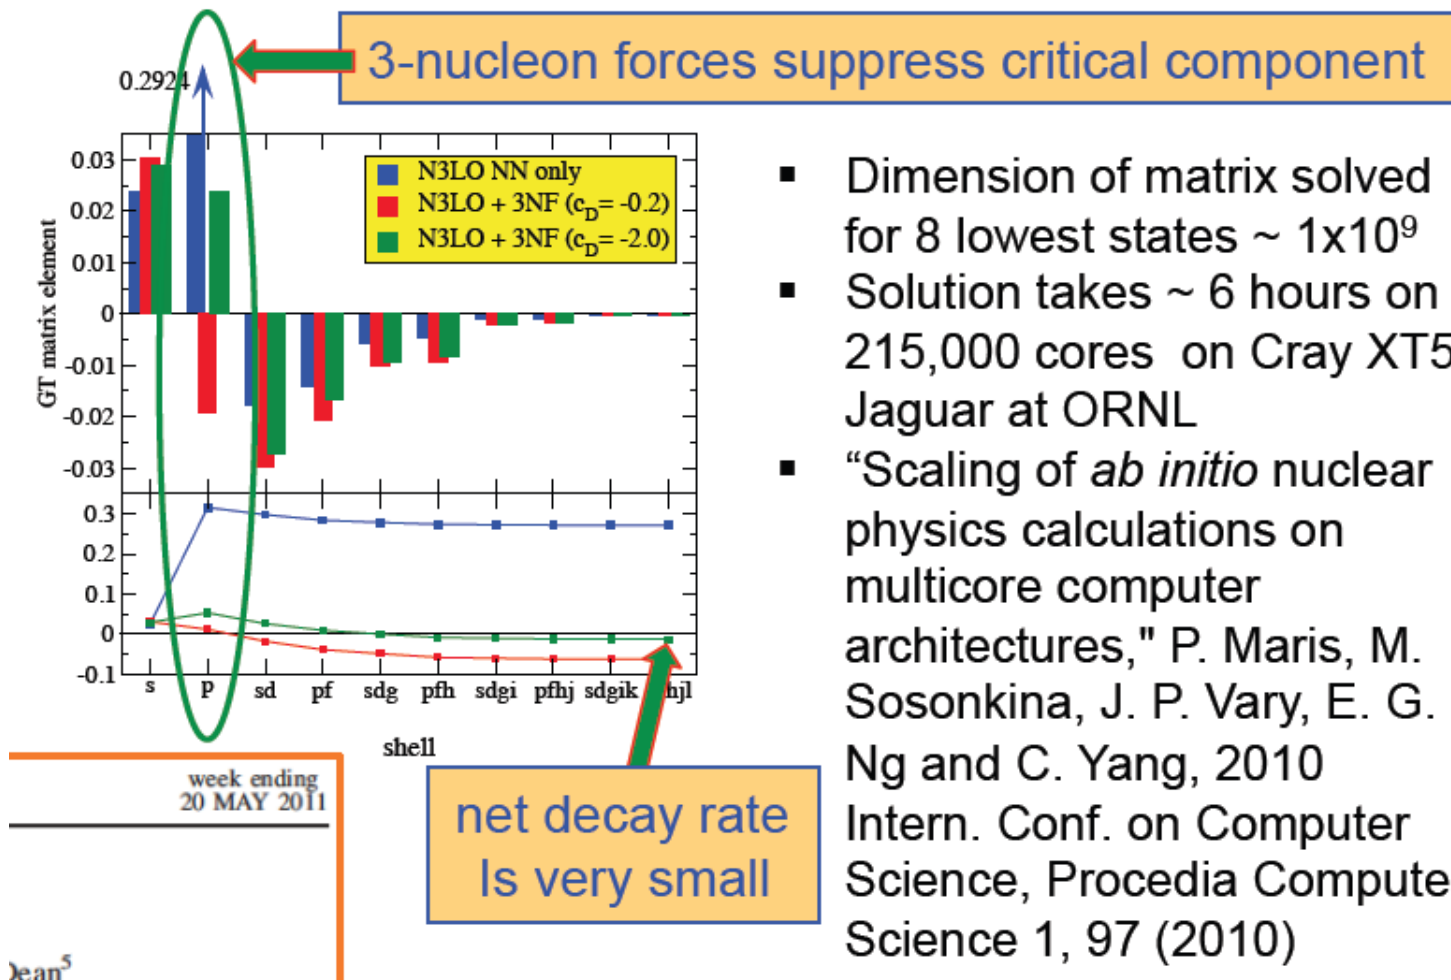 3-nucleon forces suppress critical component
0.2924
0.03
0.02
0.01
0
-0.01
-0.02
-0.03
GT matrix element
N3LO NN only
N3LO + 3NF (c_D= -0.2)
N3LO + 3NF (c_D= -2.0)
0.3
0.2
0.1
0
-0.1
s p sd pf sdg pfh sdgi pfhj sdgik hjl
shell
net decay rate
Is very small
week ending
20 MAY 2011
Dean⁵
▪ Dimension of matrix solved
for 8 lowest states ~ 1x10⁹
▪ Solution takes ~ 6 hours on
215,000 cores on Cray XT5
Jaguar at ORNL
▪ “Scaling of ab initio nuclear
physics calculations on
multicore computer
architectures," P. Maris, M.
Sosonkina, J. P. Vary, E. G.
Ng and C. Yang, 2010
Intern. Conf. on Computer
Science, Procedia Compute
Science 1, 97 (2010)